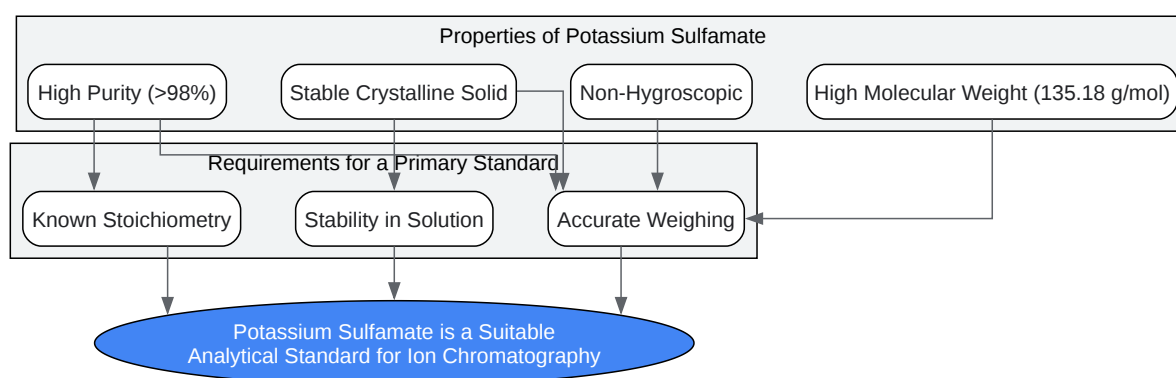 Properties of Potassium Sulfamate
High Purity (>98%)
Stable Crystalline Solid
Non-Hygroscopic
High Molecular Weight (135.18 g/mol)
Requirements for a Primary Standard
Known Stoichiometry
Stability in Solution
Accurate Weighing
Potassium Sulfamate is a Suitable
Analytical Standard for Ion Chromatography